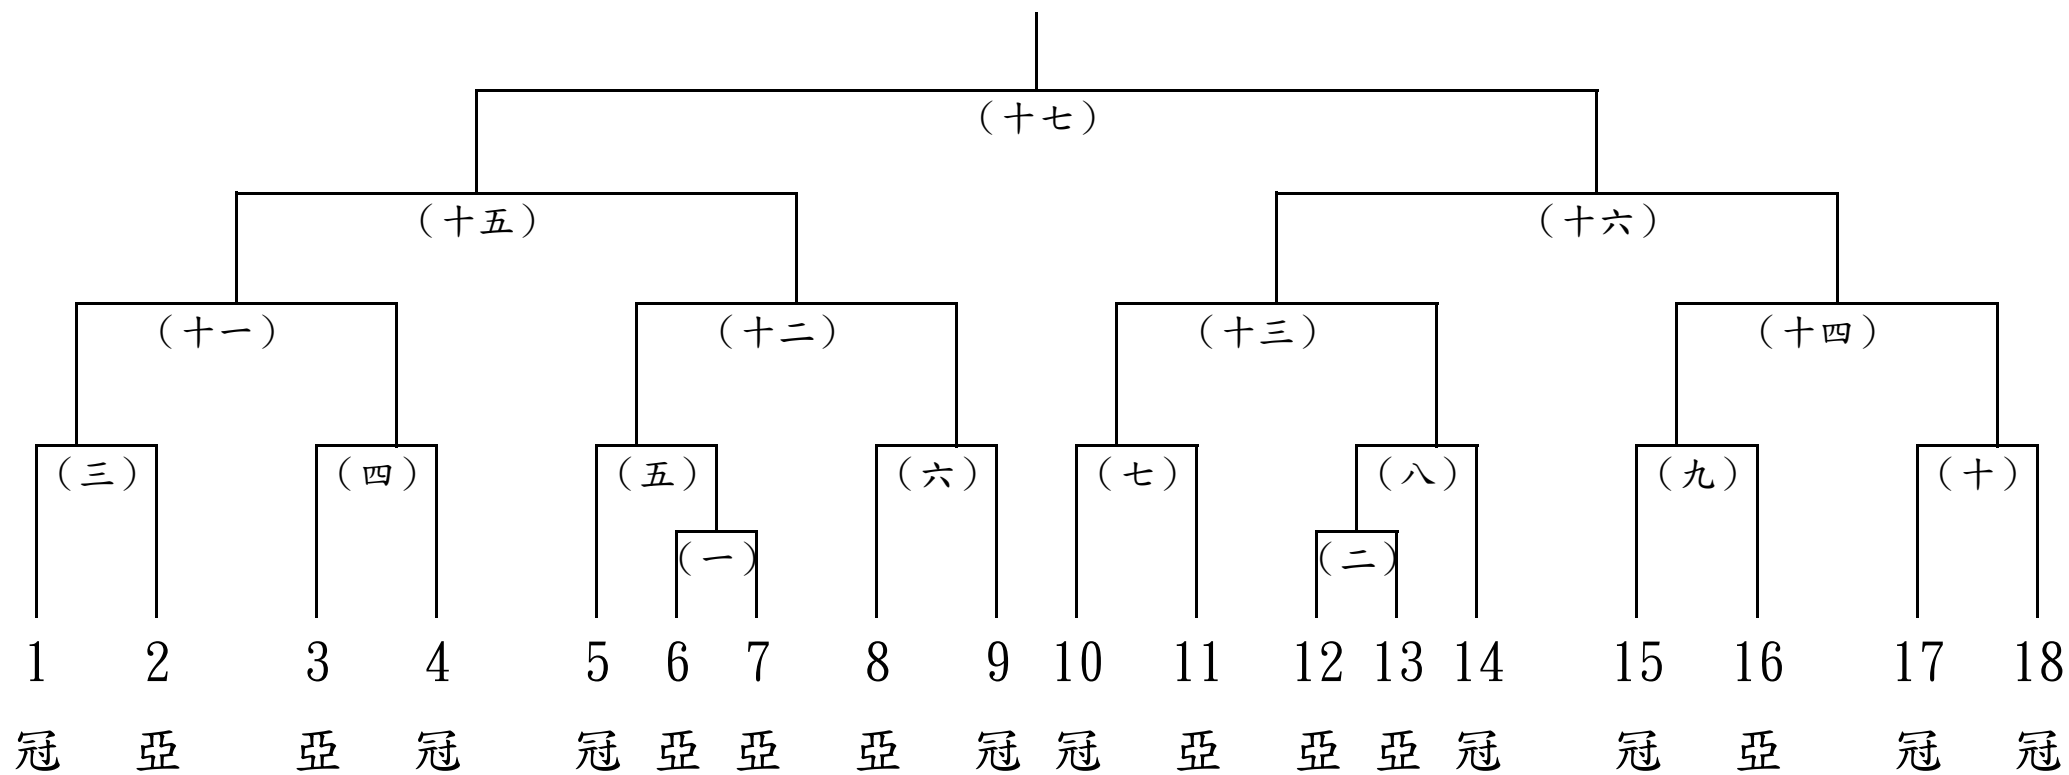 （十七）
（十五） （十六）
（十一） （十二） （十三） （十四）
（三） （四） （五） （六） （七） （八） （九） （十）
（一） （二）
1 2 3 4 5 6 7 8 9 10 11 12 13 14 15 16 17 18
冠 亞 亞 冠 冠 亞 亞 亞 冠 冠 亞 亞 亞 冠 冠 亞 冠 冠